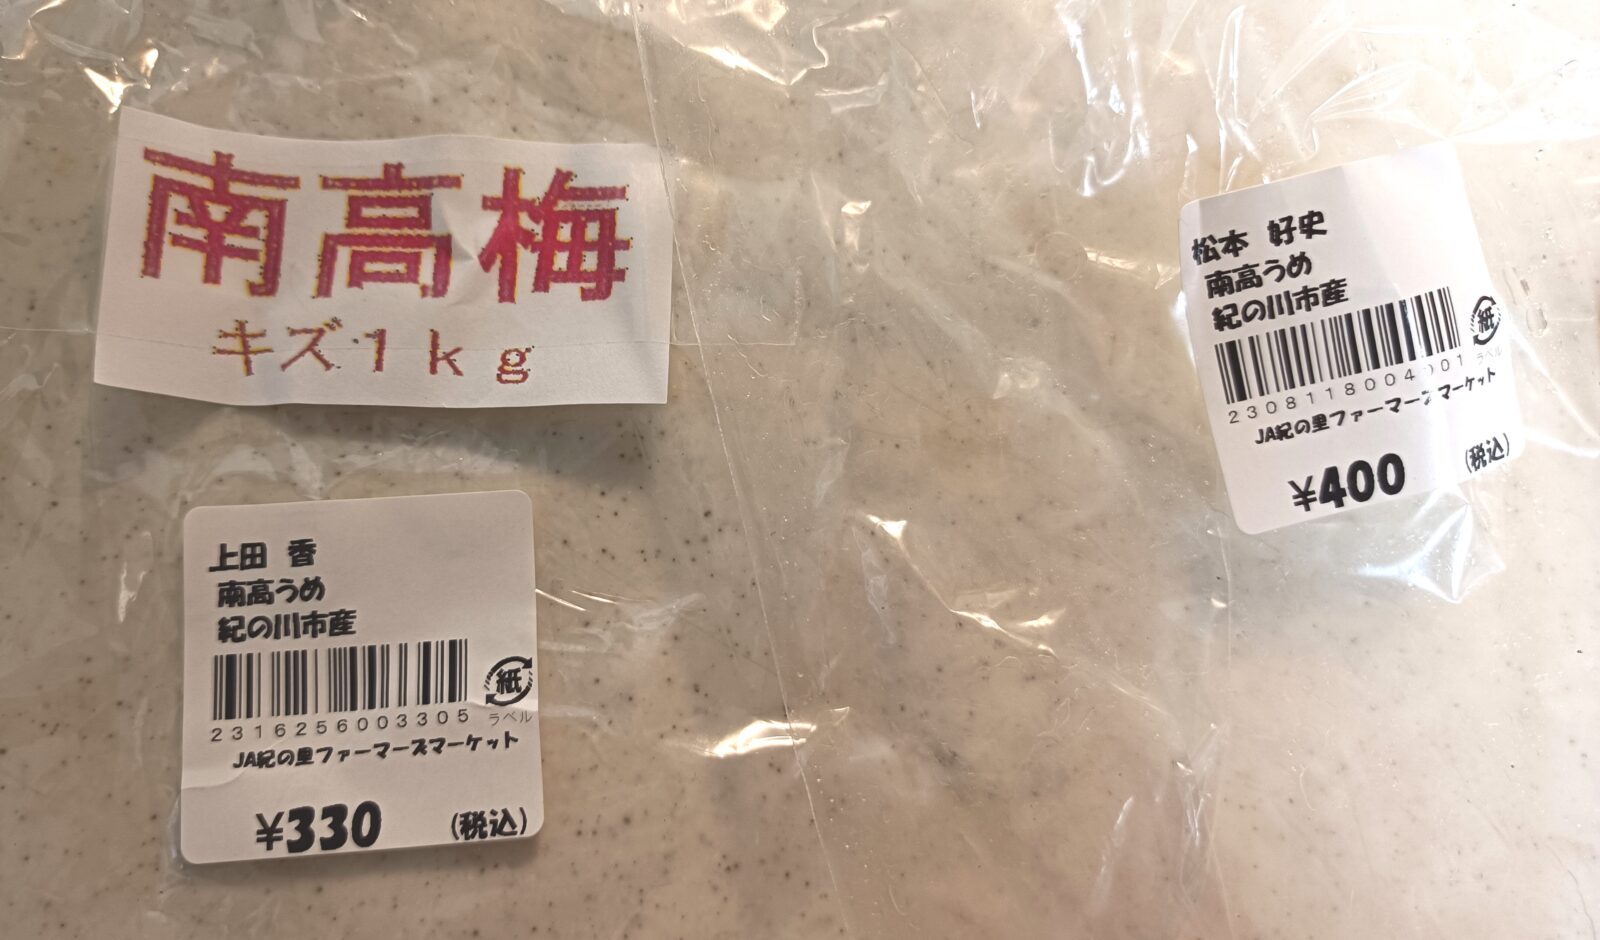 南高梅
キズ1kg
上田 香
南高うめ
紀の川市産
紙
ラベル
2316256003305
JA紀の里ファーマーズマーケット
¥330 (税込)
松本 好史
南高うめ
紀の川市産
紙
ラベル
2308118004001
JA紀の里ファーマーズマーケット
¥400 (税込)